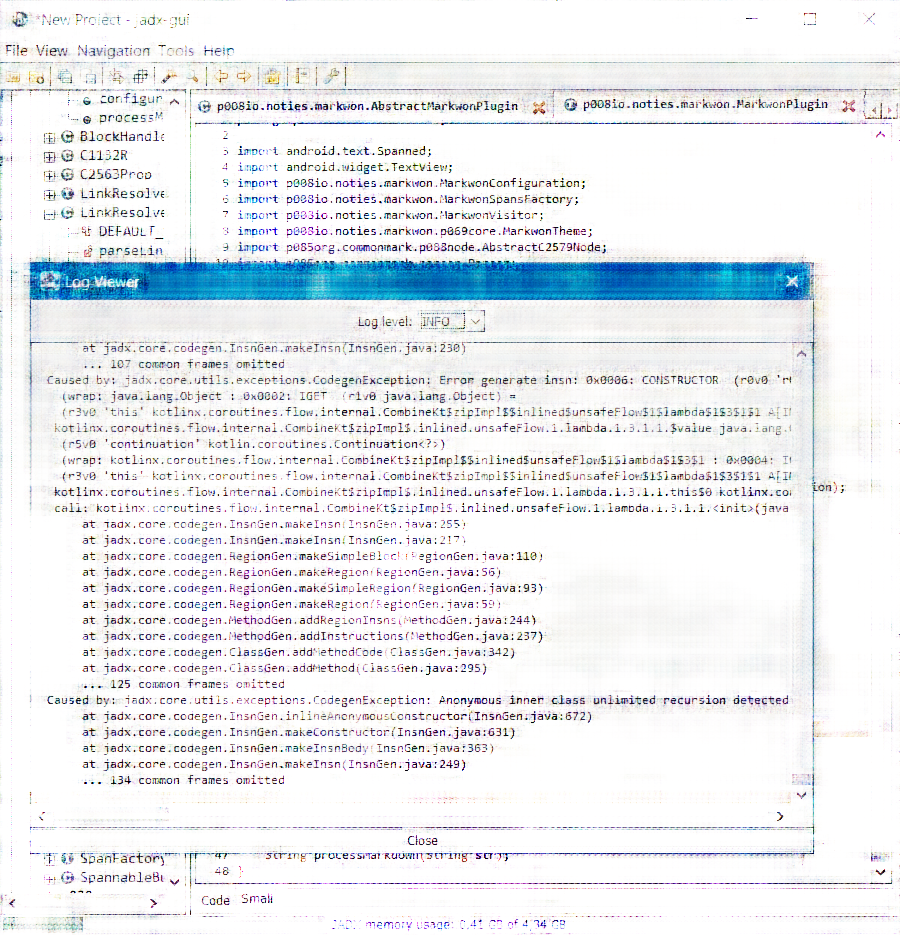 *New Project - jadx-gui
File View Navigation Tools Help
configur
processM
BlockHandle
C1132R
C2563Prop
LinkResolve
LinkResolve
DEFAULT_
parseLin
p008io.noties.markwon.AbstractMarkwonPlugin
p008io.noties.markwon.MarkwonPlugin
2
3 import android.text.Spanned;
4 import android.widget.TextView;
5 import p008io.noties.markwon.MarkwonConfiguration;
6 import p008io.noties.markwon.MarkwonSpansFactory;
7 import p008io.noties.markwon.MarkwonVisitor;
8 import p008io.noties.markwon.p069core.MarkwonTheme;
9 import p085org.commonmark.p088node.AbstractC2579Node;
Log Viewer
Log level: INFO
at jadx.core.codegen.InsnGen.makeInsn(InsnGen.java:230)
... 107 common frames omitted
Caused by: jadx.core.utils.exceptions.CodegenException: Error generate insn: 0x0006: CONSTRUCTOR (r0v0 'r
(wrap: java.lang.Object : 0x0002: IGET (r1v0 java.lang.Object) =
(r3v0 'this' kotlinx.coroutines.flow.internal.CombineKt$zipImpl$$inlined$unsafeFlow$1$lambda$1$3$1$1 A[I
kotlinx.coroutines.flow.internal.CombineKt$zipImpl$.inlined.unsafeFlow.1.lambda.1.3.1.1.$value java.lang.
(r5v0 'continuation' kotlin.coroutines.Continuation<?>)
(wrap: kotlinx.coroutines.flow.internal.CombineKt$zipImpl$$inlined$unsafeFlow$1$lambda$1$3$1 : 0x0004: I
(r3v0 'this' kotlinx.coroutines.flow.internal.CombineKt$zipImpl$$inlined$unsafeFlow$1$lambda$1$3$1$1 A[I
kotlinx.coroutines.flow.internal.CombineKt$zipImpl$.inlined.unsafeFlow.1.lambda.1.3.1.1.this$0 kotlinx.co
ion);
call: kotlinx.coroutines.flow.internal.CombineKt$zipImpl$.inlined.unsafeFlow.1.lambda.1.3.1.1.<init>(java
at jadx.core.codegen.InsnGen.makeInsn(InsnGen.java:255)
at jadx.core.codegen.InsnGen.makeInsn(InsnGen.java:217)
at jadx.core.codegen.RegionGen.makeSimpleBlock(RegionGen.java:110)
at jadx.core.codegen.RegionGen.makeRegion(RegionGen.java:56)
at jadx.core.codegen.RegionGen.makeSimpleRegion(RegionGen.java:93)
at jadx.core.codegen.RegionGen.makeRegion(RegionGen.java:59)
at jadx.core.codegen.MethodGen.addRegionInsns(MethodGen.java:244)
at jadx.core.codegen.MethodGen.addInstructions(MethodGen.java:237)
at jadx.core.codegen.ClassGen.addMethodCode(ClassGen.java:342)
at jadx.core.codegen.ClassGen.addMethod(ClassGen.java:295)
... 125 common frames omitted
Caused by: jadx.core.utils.exceptions.CodegenException: Anonymous inner class unlimited recursion detected
at jadx.core.codegen.InsnGen.inlineAnonymousConstructor(InsnGen.java:672)
at jadx.core.codegen.InsnGen.makeConstructor(InsnGen.java:631)
at jadx.core.codegen.InsnGen.makeInsnBody(InsnGen.java:363)
at jadx.core.codegen.InsnGen.makeInsn(InsnGen.java:249)
... 134 common frames omitted
Close
SpanFactory
SpannableBu
47 String processMarkdown(String str);
48 }
Code Smali
JADX memory usage: 0.41 GB of 4.34 GB